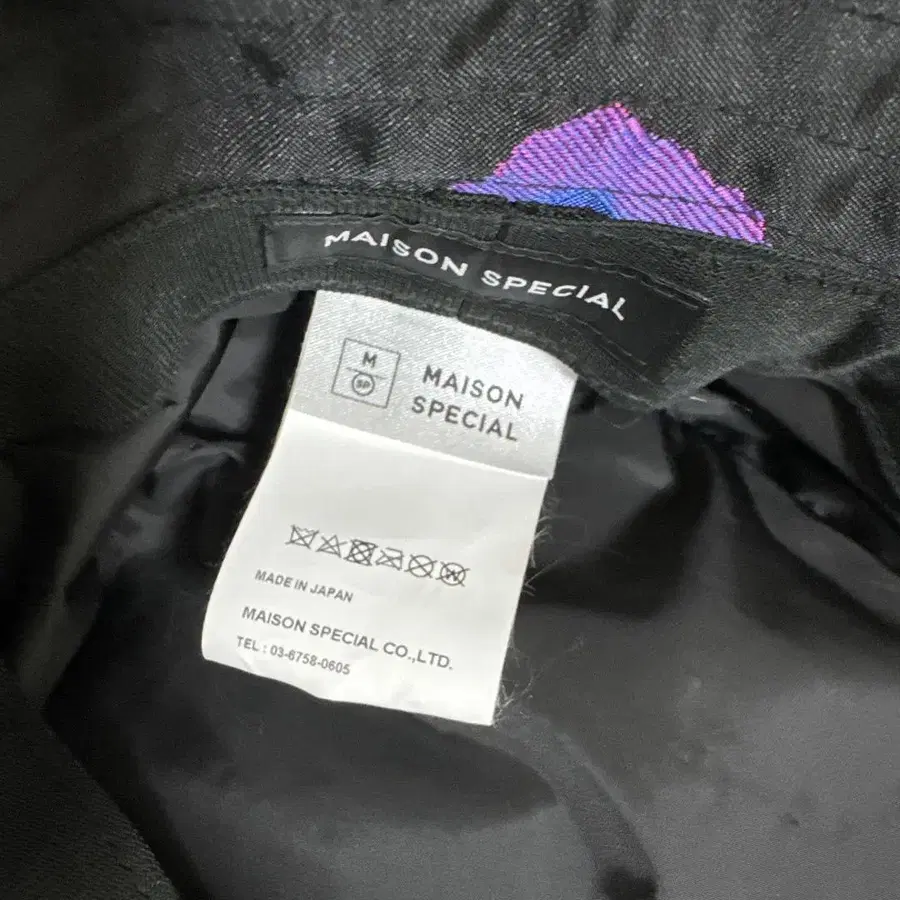 MAISON SPECIAL
M
SP
MAISON
SPECIAL
W
MADE IN JAPAN
MAISON SPECIAL CO.,LTD.
TEL : 03-6758-0605